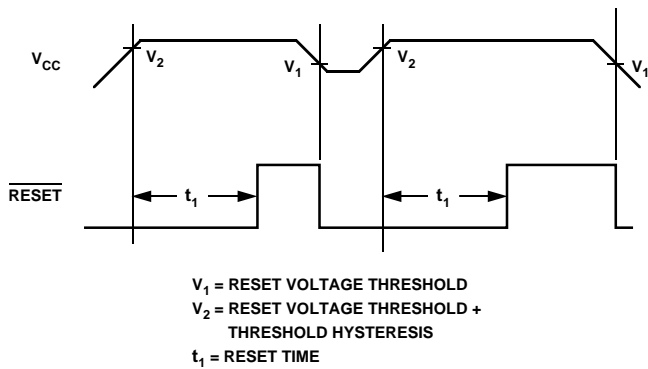 VCC
V2
V1
V2
V1
RESET
t1
t1
V1 = RESET VOLTAGE THRESHOLD
V2 = RESET VOLTAGE THRESHOLD +
THRESHOLD HYSTERESIS
t1 = RESET TIME